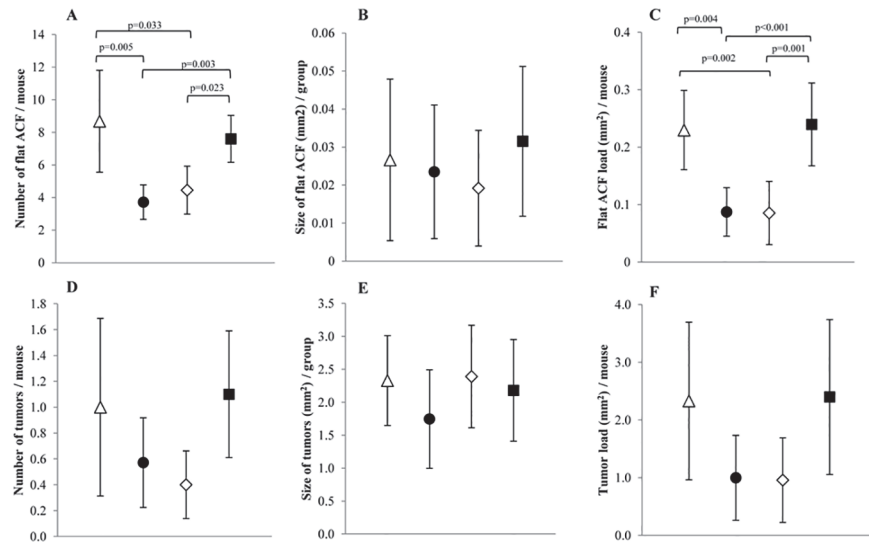 A
p=0.033
p=0.005
p=0.003
p=0.023
Number of flat ACF / mouse
14
12
10
8
6
4
2
0
B
Size of flat ACF (mm2) / group
0.06
0.05
0.04
0.03
0.02
0.01
0
C
p=0.004
p<0.001
p=0.001
p=0.002
Flat ACF load (mm²) / mouse
0.4
0.3
0.2
0.1
0
D
Number of tumors / mouse
1.8
1.6
1.4
1.2
1.0
0.8
0.6
0.4
0.2
0.0
E
Size of tumors (mm²) / group
3.5
3.0
2.5
2.0
1.5
1.0
0.5
0.0
F
Tumor load (mm²) / mouse
4.0
3.0
2.0
1.0
0.0